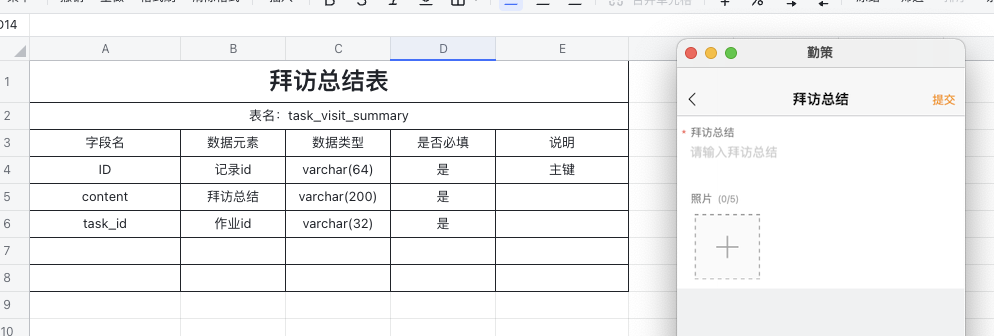 D14
A B C D E
1 拜访总结表
2 表名：task_visit_summary
3 字段名 数据元素 数据类型 是否必填 说明
4 ID 记录id varchar(64) 是 主键
5 content 拜访总结 varchar(200) 是
6 task_id 作业id varchar(32) 是
7
8
9
10
勤策
拜访总结 提交
* 拜访总结
请输入拜访总结
照片 (0/5)